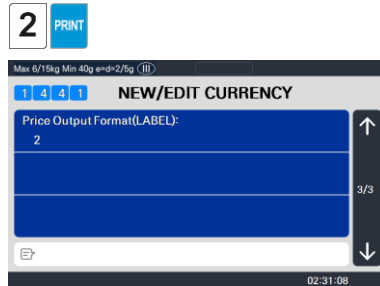 2 PRINT
Max 6/15kg Min 40g e=d=2/5g (III)
1 4 4 1 NEW/EDIT CURRENCY
Price Output Format(LABEL):
2
3/3
02:31:08